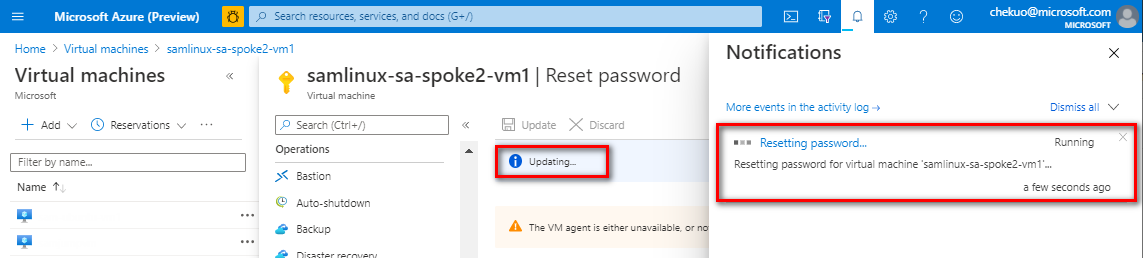 Microsoft Azure (Preview)
Search resources, services, and docs (G+/)
chekuo@microsoft.com
MICROSOFT
Home > Virtual machines > samlinux-sa-spoke2-vm1
Virtual machines
Microsoft
+ Add
Reservations
Filter by name...
Name ↑↓
samlinux-sa-spoke2-vm1 | Reset password
Virtual machine
Search (Ctrl+/)
Operations
Bastion
Auto-shutdown
Backup
Disaster recovery
Update
Discard
Updating...
The VM agent is either unavailable, or no
Notifications
More events in the activity log →
Dismiss all
Resetting password...
Running
Resetting password for virtual machine 'samlinux-sa-spoke2-vm1'...
a few seconds ago